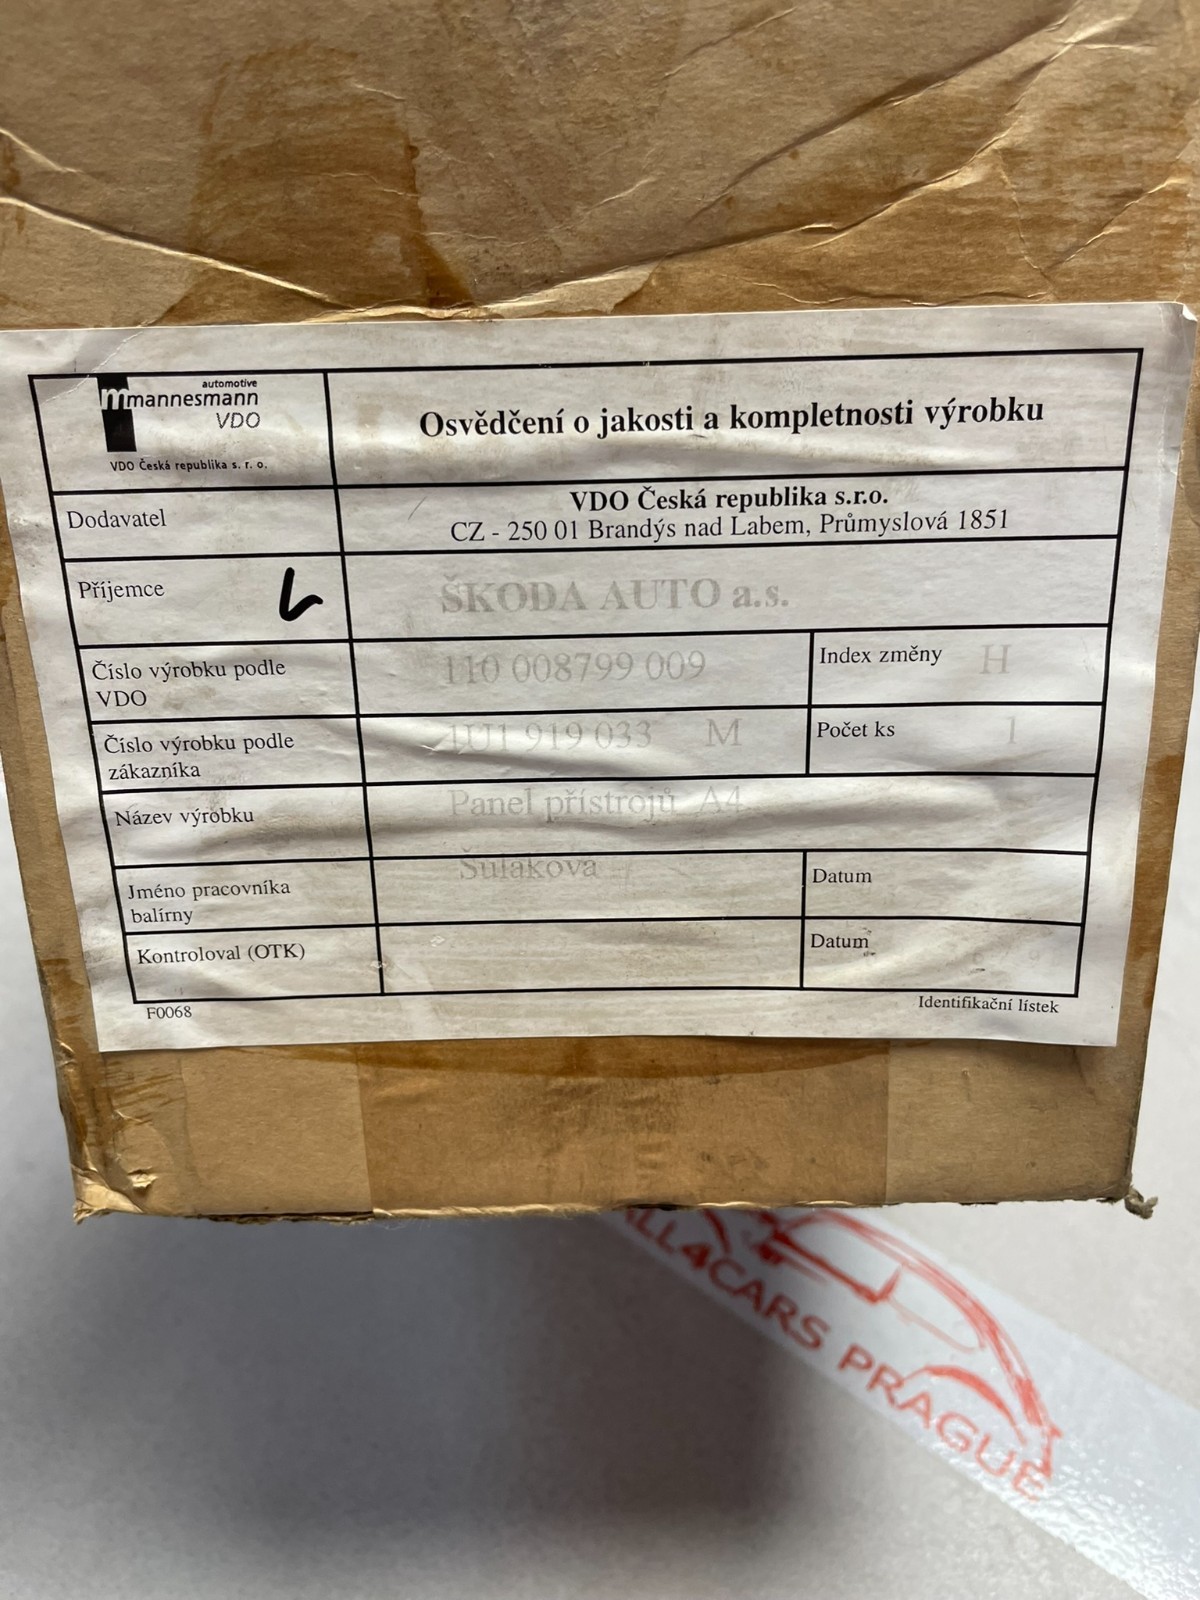 automotive
mannesmann
VDO
VDO Česká republika s. r. o.
Osvědčení o jakosti a kompletnosti výrobku
Dodavatel
VDO Česká republika s.r.o.
CZ - 250 01 Brandýs nad Labem, Průmyslová 1851
Příjemce
ŠKODA AUTO a.s.
Číslo výrobku podle
VDO
110 008799 009
Index změny H
Číslo výrobku podle
zákazníka
1U1 919 033 M
Počet ks 1
Název výrobku
Panel přístrojů A4
Jméno pracovníka
balírny
Šulákova
Datum
Kontroloval (OTK)
Datum
F0068
Identifikační lístek
ALL4CARS PRAGUE